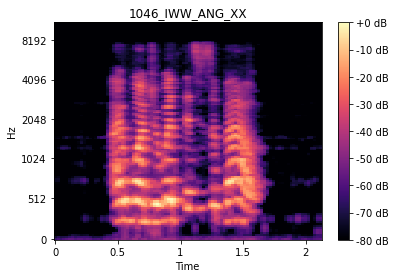 1046_IWW_ANG_XX
+0 dB
8192
-10 dB
4096
-20 dB
-30 dB
2048
Hz
-40 dB
1024
-50 dB
512
-60 dB
-70 dB
0
-80 dB
0
0.5
1
1.5
2
Time